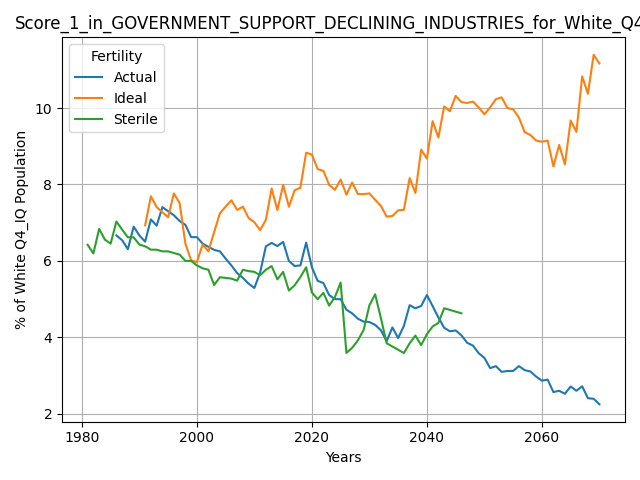 Score_1_in_GOVERNMENT_SUPPORT_DECLINING_INDUSTRIES_for_White_Q4
Fertility
Actual
Ideal
Sterile
% of White Q4_IQ Population
10
8
6
4
2
1980 2000 2020 2040 2060
Years